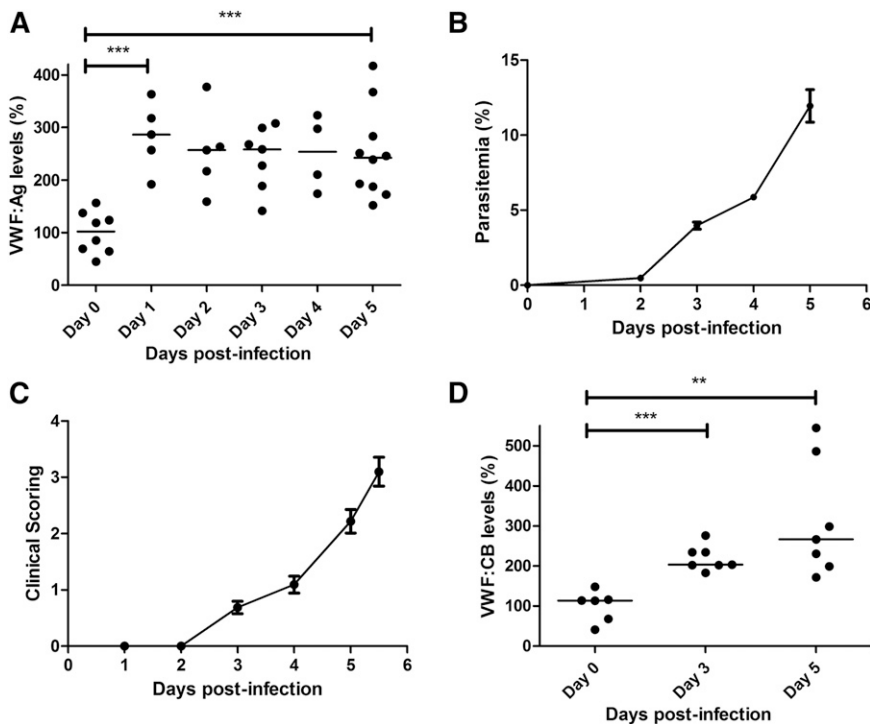 A
***
***
VWF:Ag levels (%)
400
300
200
100
0
Day 0
Day 1
Day 2
Day 3
Day 4
Day 5
Days post-infection
B
Parasitemia (%)
15
10
5
0
0 1 2 3 4 5 6
Days post-infection
C
Clinical Scoring
4
3
2
1
0
0 1 2 3 4 5 6
Days post-infection
D
**
***
VWF:CB levels (%)
500
400
300
200
100
0
Day 0
Day 3
Day 5
Days post-infection